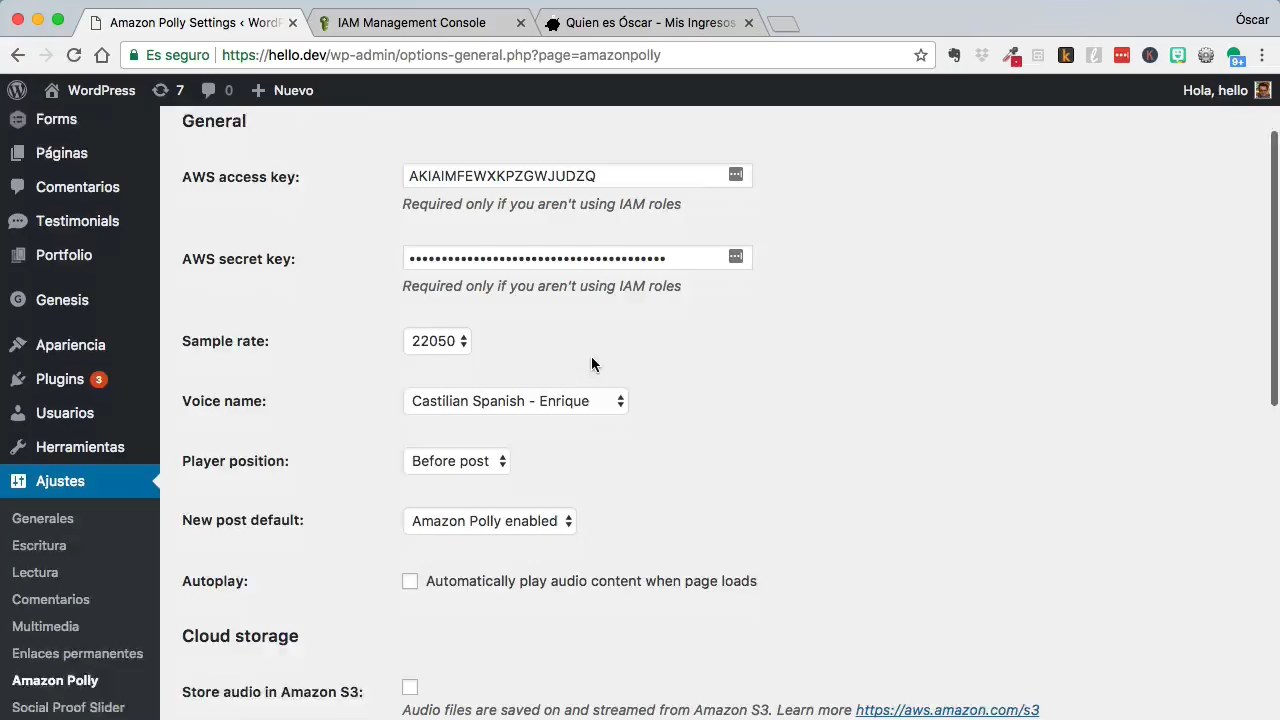 Amazon Polly Settings ‹ WordP
IAM Management Console
Quien es Óscar - Mis Ingresos
Óscar
Es seguro
https://hello.dev/wp-admin/options-general.php?page=amazonpolly
9+
WordPress
7
0
Nuevo
Hola, hello
Forms
Páginas
Comentarios
Testimonials
Portfolio
Genesis
Apariencia
Plugins 3
Usuarios
Herramientas
Ajustes
Generales
Escritura
Lectura
Comentarios
Multimedia
Enlaces permanentes
Amazon Polly
Social Proof Slider
General
AWS access key:
AKIAIMFEWXKPZGWJUDZQ
Required only if you aren't using IAM roles
AWS secret key:
Required only if you aren't using IAM roles
Sample rate:
22050
Voice name:
Castilian Spanish - Enrique
Player position:
Before post
New post default:
Amazon Polly enabled
Autoplay:
Automatically play audio content when page loads
Cloud storage
Store audio in Amazon S3:
Audio files are saved on and streamed from Amazon S3. Learn more https://aws.amazon.com/s3